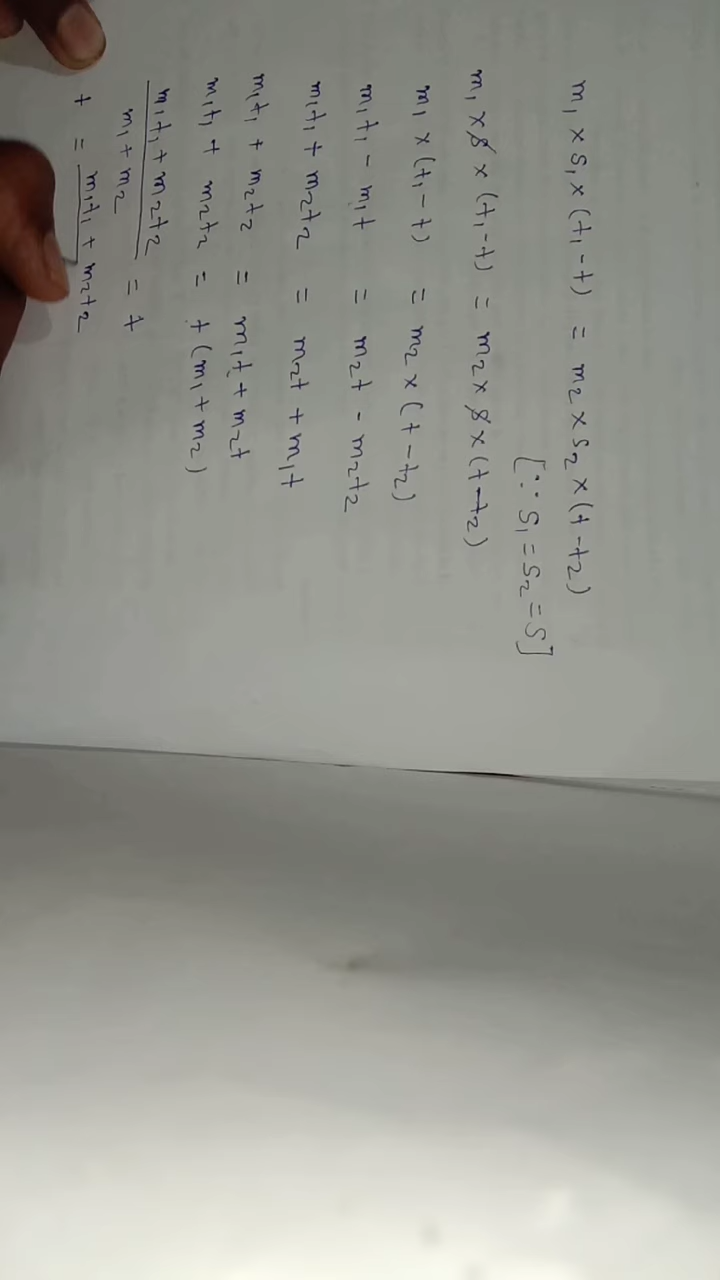 m₁ × s₁ × (t₁ - t) = m₂ × s₂ × (t - t₂)
[∵ s₁ = s₂ = s]
m₁ × s × (t₁ - t) = m₂ × s × (t - t₂)
m₁ × (t₁ - t) = m₂ × (t - t₂)
m₁t₁ - m₁t = m₂t - m₂t₂
m₁t₁ + m₂t₂ = m₂t + m₁t
m₁t₁ + m₂t₂ = m₁t + m₂t
m₁t₁ + m₂t₂ = t (m₁ + m₂)
m₁t₁ + m₂t₂
m₁ + m₂
= t
t = m₁t₁ + m₂t₂